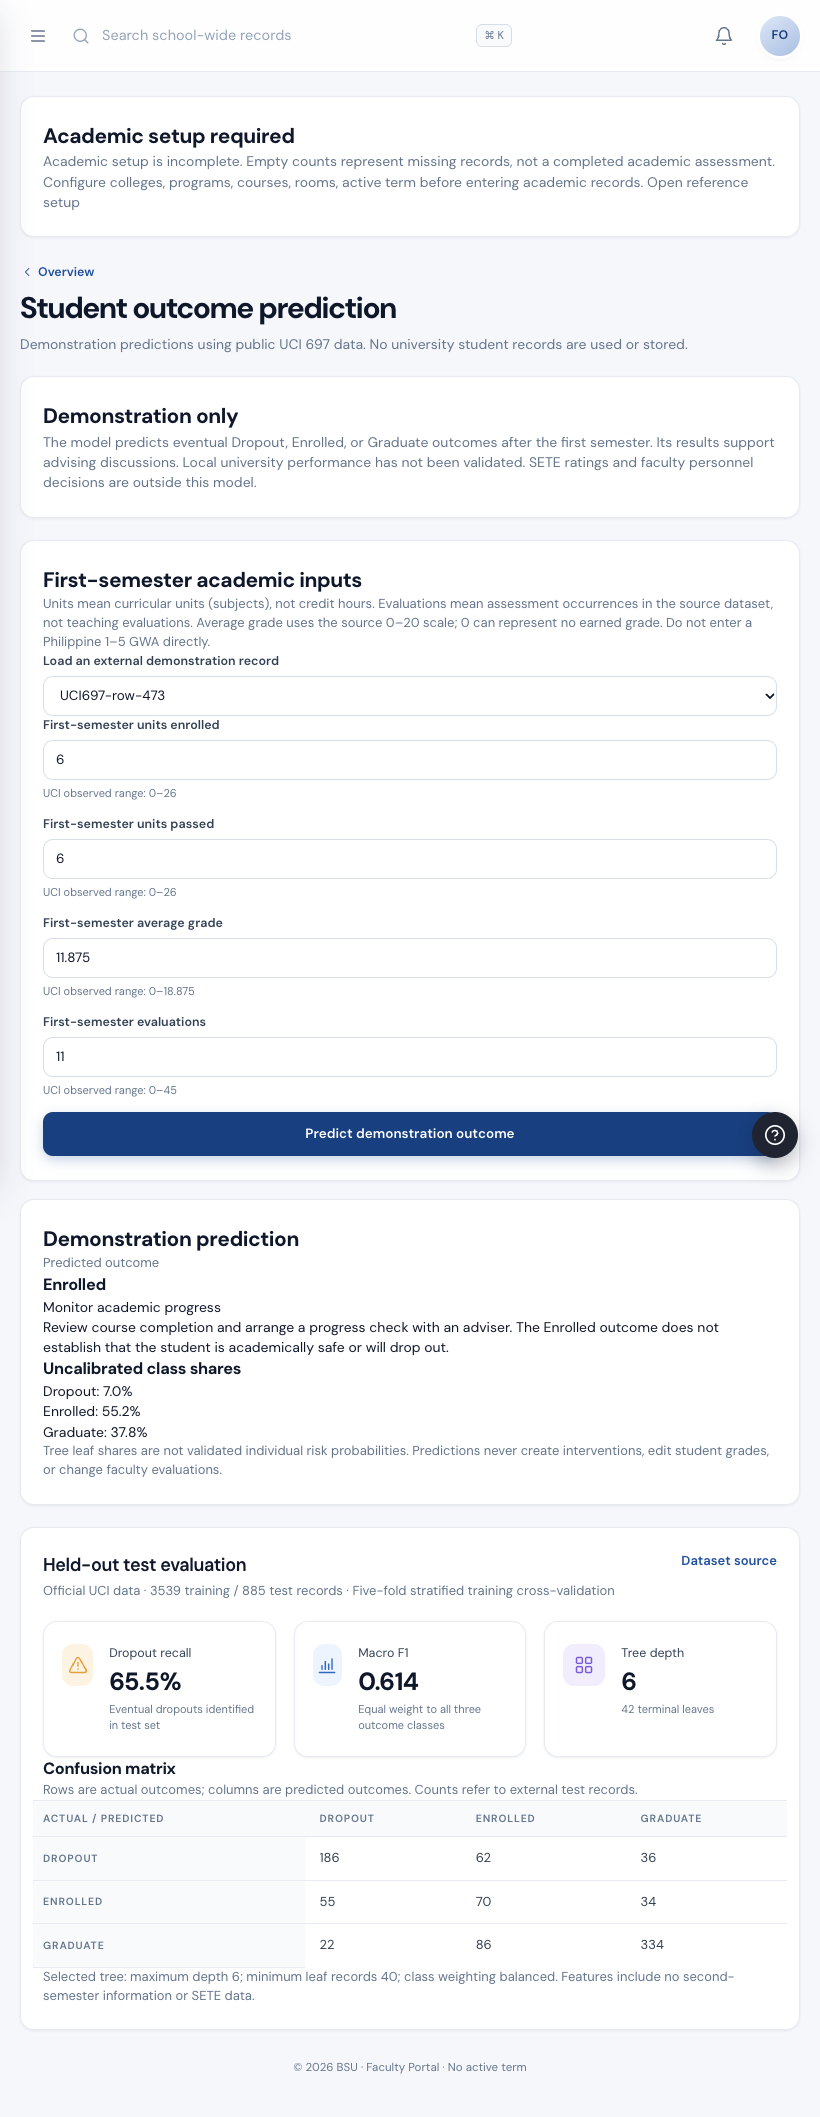 Search school-wide records
⌘ K
FO
Academic setup required
Academic setup is incomplete. Empty counts represent missing records, not a completed academic assessment.
Configure colleges, programs, courses, rooms, active term before entering academic records. Open reference
setup
Overview
Student outcome prediction
Demonstration predictions using public UCI 697 data. No university student records are used or stored.
Demonstration only
The model predicts eventual Dropout, Enrolled, or Graduate outcomes after the first semester. Its results support
advising discussions. Local university performance has not been validated. SETE ratings and faculty personnel
decisions are outside this model.
First-semester academic inputs
Units mean curricular units (subjects), not credit hours. Evaluations mean assessment occurrences in the source dataset,
not teaching evaluations. Average grade uses the source 0–20 scale; 0 can represent no earned grade. Do not enter a
Philippine 1–5 GWA directly.
Load an external demonstration record
UCI697-row-473
First-semester units enrolled
6
UCI observed range: 0–26
First-semester units passed
6
UCI observed range: 0–26
First-semester average grade
11.875
UCI observed range: 0–18.875
First-semester evaluations
11
UCI observed range: 0–45
Predict demonstration outcome
Demonstration prediction
Predicted outcome
Enrolled
Monitor academic progress
Review course completion and arrange a progress check with an adviser. The Enrolled outcome does not
establish that the student is academically safe or will drop out.
Uncalibrated class shares
Dropout: 7.0%
Enrolled: 55.2%
Graduate: 37.8%
Tree leaf shares are not validated individual risk probabilities. Predictions never create interventions, edit student grades,
or change faculty evaluations.
Held-out test evaluation
Dataset source
Official UCI data · 3539 training / 885 test records · Five-fold stratified training cross-validation
Dropout recall
65.5%
Eventual dropouts identified
in test set
Macro F1
0.614
Equal weight to all three
outcome classes
Tree depth
6
42 terminal leaves
Confusion matrix
Rows are actual outcomes; columns are predicted outcomes. Counts refer to external test records.
ACTUAL / PREDICTED DROPOUT ENROLLED GRADUATE
DROPOUT 186 62 36
ENROLLED 55 70 34
GRADUATE 22 86 334
Selected tree: maximum depth 6; minimum leaf records 40; class weighting balanced. Features include no second-
semester information or SETE data.
© 2026 BSU · Faculty Portal · No active term